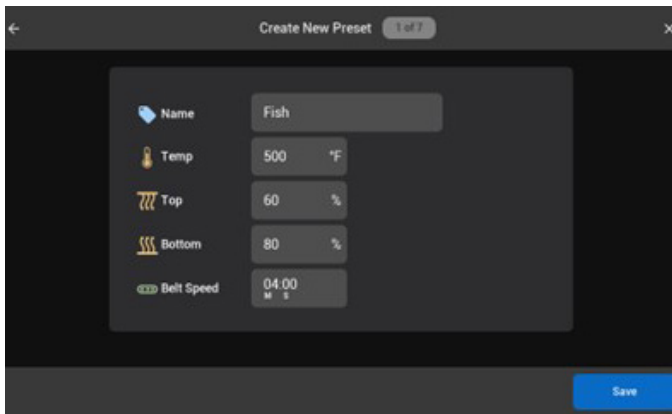 Create New Preset 1 of 7
Name Fish
Temp 500 °F
Top 60 %
Bottom 80 %
Belt Speed 04:00
M S
Save